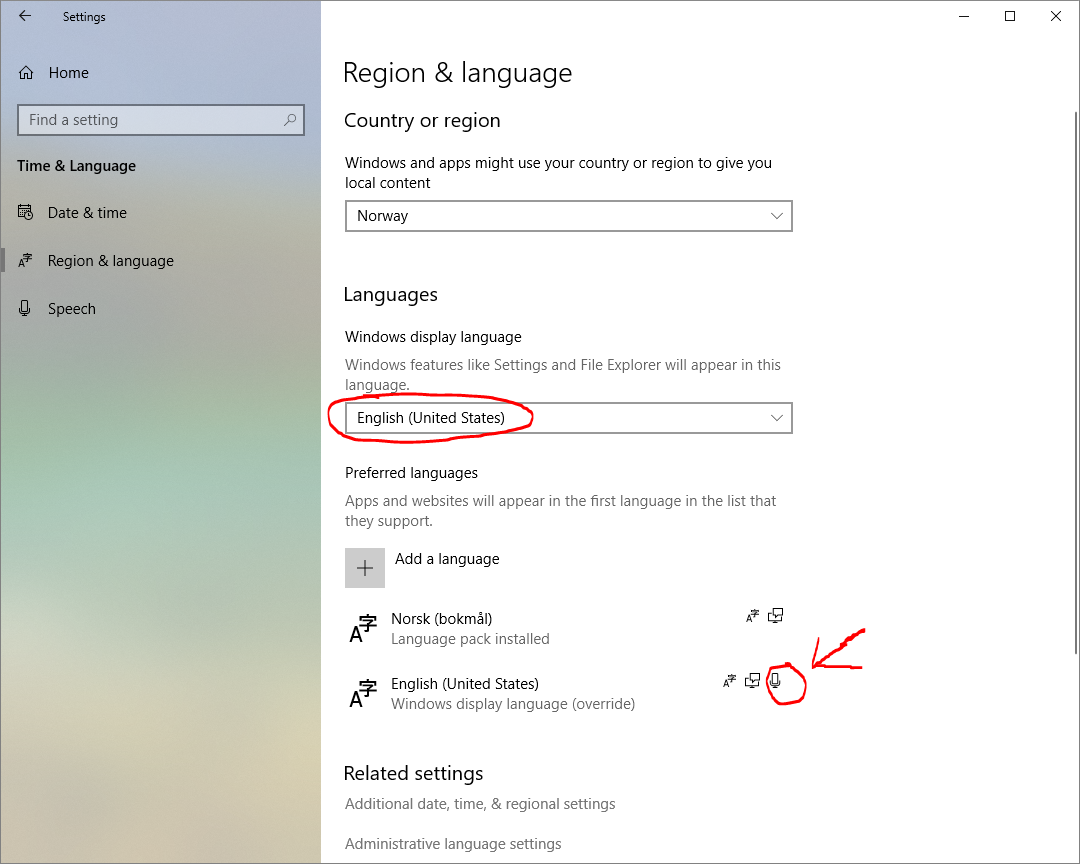 Settings
Home
Find a setting
Time & Language
Date & time
Region & language
Speech
Region & language
Country or region
Windows and apps might use your country or region to give you
local content
Norway
Languages
Windows display language
Windows features like Settings and File Explorer will appear in this
language.
English (United States)
Preferred languages
Apps and websites will appear in the first language in the list that
they support.
Add a language
Norsk (bokmål)
Language pack installed
English (United States)
Windows display language (override)
Related settings
Additional date, time, & regional settings
Administrative language settings